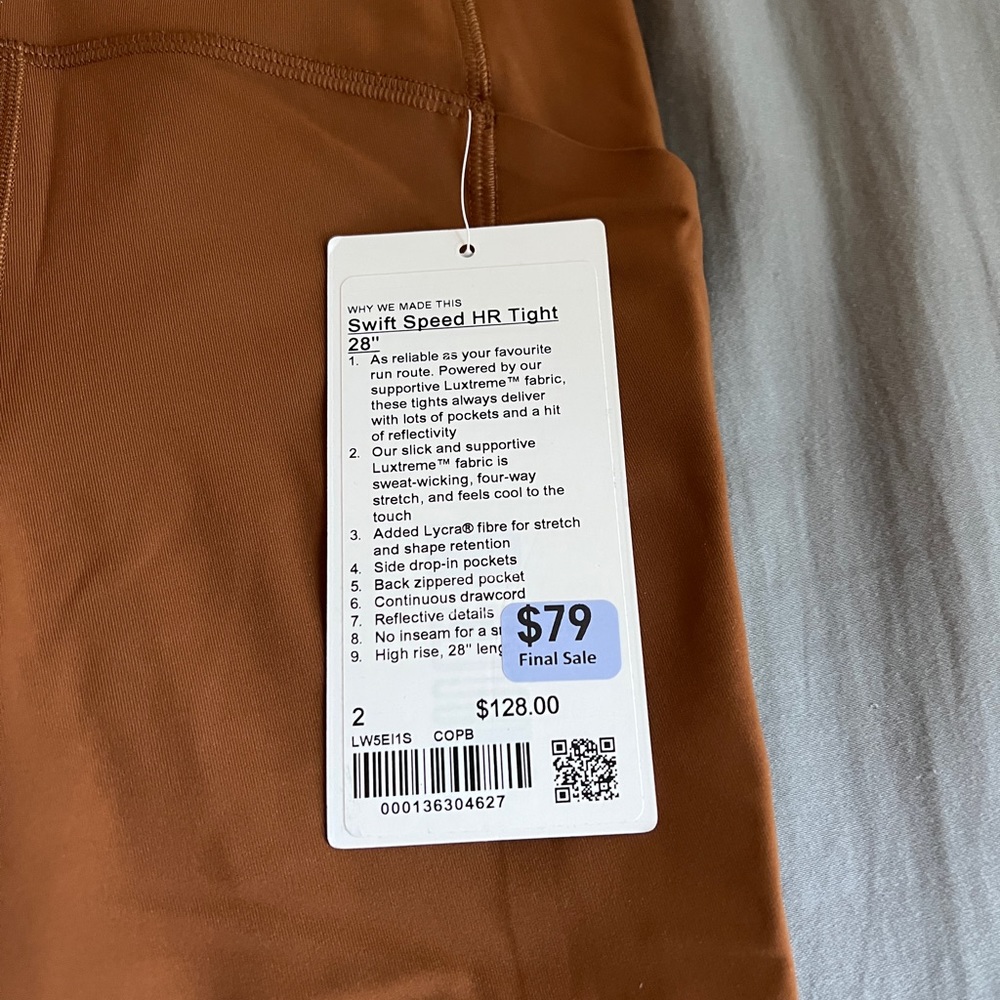 WHY WE MADE THIS
Swift Speed HR Tight
28"
1. As reliable as your favourite
run route. Powered by our
supportive Luxtreme™ fabric,
these tights always deliver
with lots of pockets and a hit
of reflectivity
2. Our slick and supportive
Luxtreme™ fabric is
sweat-wicking, four-way
stretch, and feels cool to the
touch
3. Added Lycra® fibre for stretch
and shape retention
4. Side drop-in pockets
5. Back zippered pocket
6. Continuous drawcord
7. Reflective details
8. No inseam for a
9. High rise, 28"
$79
Final Sale
2 $128.00
LW5EI1S COPB
000136304627